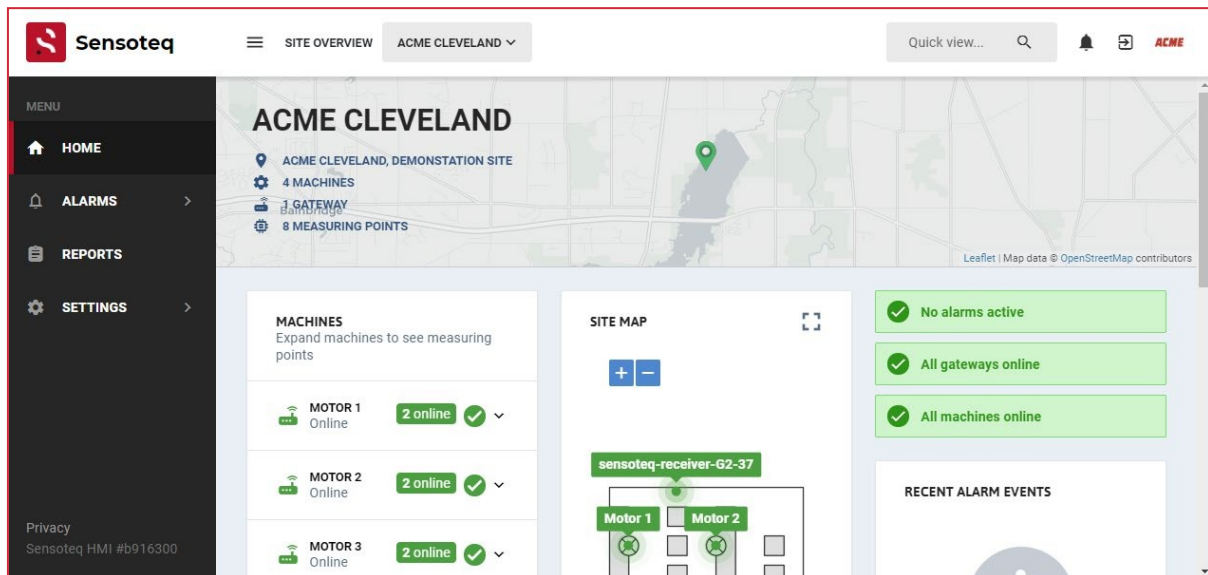 Sensoteq
SITE OVERVIEW
ACME CLEVELAND
Quick view...
ACME
MENU
HOME
ALARMS
REPORTS
SETTINGS
Privacy
Sensoteq HMI #b916300
ACME CLEVELAND
ACME CLEVELAND, DEMONSTATION SITE
4 MACHINES
1 GATEWAY
Bainbridge
8 MEASURING POINTS
Leaflet | Map data © OpenStreetMap contributors
MACHINES
Expand machines to see measuring
points
MOTOR 1
Online
2 online
MOTOR 2
Online
2 online
MOTOR 3
Online
2 online
SITE MAP
+ −
sensoteq-receiver-G2-37
Motor 1
Motor 2
No alarms active
All gateways online
All machines online
RECENT ALARM EVENTS